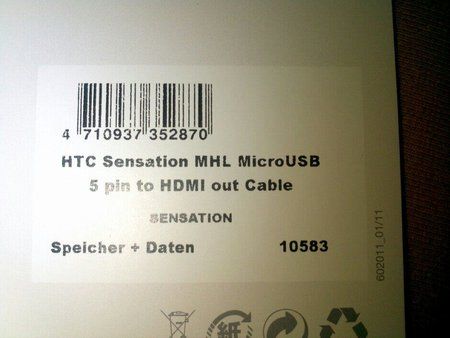 4 710937 352870
HTC Sensation MHL MicroUSB
5 pin to HDMI out Cable
SENSATION
Speicher + Daten 10583
602011_01/11
紙